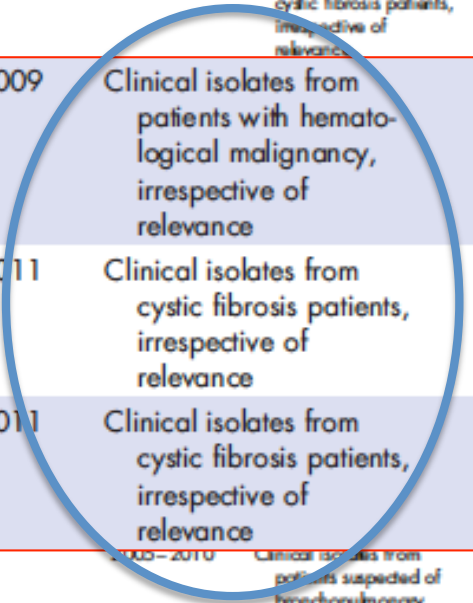 cystic fibrosis patients,
irrespective of
relevance
009 Clinical isolates from
patients with hemato-
logical malignancy,
irrespective of
relevance
011 Clinical isolates from
cystic fibrosis patients,
irrespective of
relevance
011 Clinical isolates from
cystic fibrosis patients,
irrespective of
relevance
2005–2010 Clinical isolates from
patients suspected of
bronchopulmonary